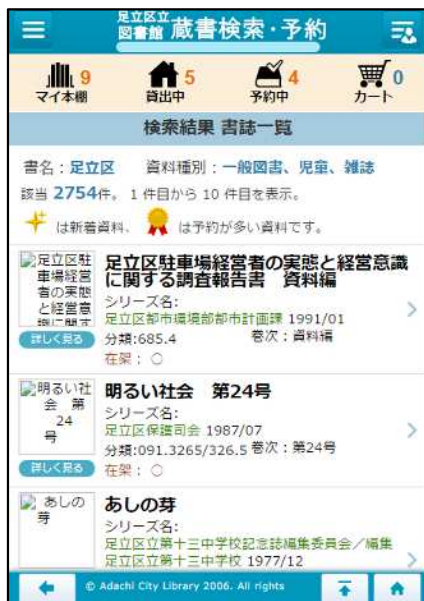 足立区立
図書館 蔵書検索・予約
9 5 4 0
マイ本棚 貸出中 予約中 カート
検索結果 書誌一覧
書名：足立区 資料種別：一般図書、児童、雑誌
該当 2754件。 1 件目から 10 件目を表示。
は新着資料、 は予約が多い資料です。
足立区駐車場経営者の実態と経営意識に関す
足立区駐車場経営者の実態と経営意識
に関する調査報告書 資料編
シリーズ名:
足立区都市環境部都市計画課 1991/01
詳しく見る 分類:685.4 巻次：資料編
在架： ○
明るい社会 第24号
明るい社会 第24号
シリーズ名:
足立区保護司会 1987/07
分類:091.3265/326.5 巻次：第24号
詳しく見る 在架： ○
あしの芽
あしの芽
シリーズ名:
足立区立第十三中学校記念誌編集委員会／編集
足立区立第十三中学校 1977/12
© Adachi City Library 2006. All rights